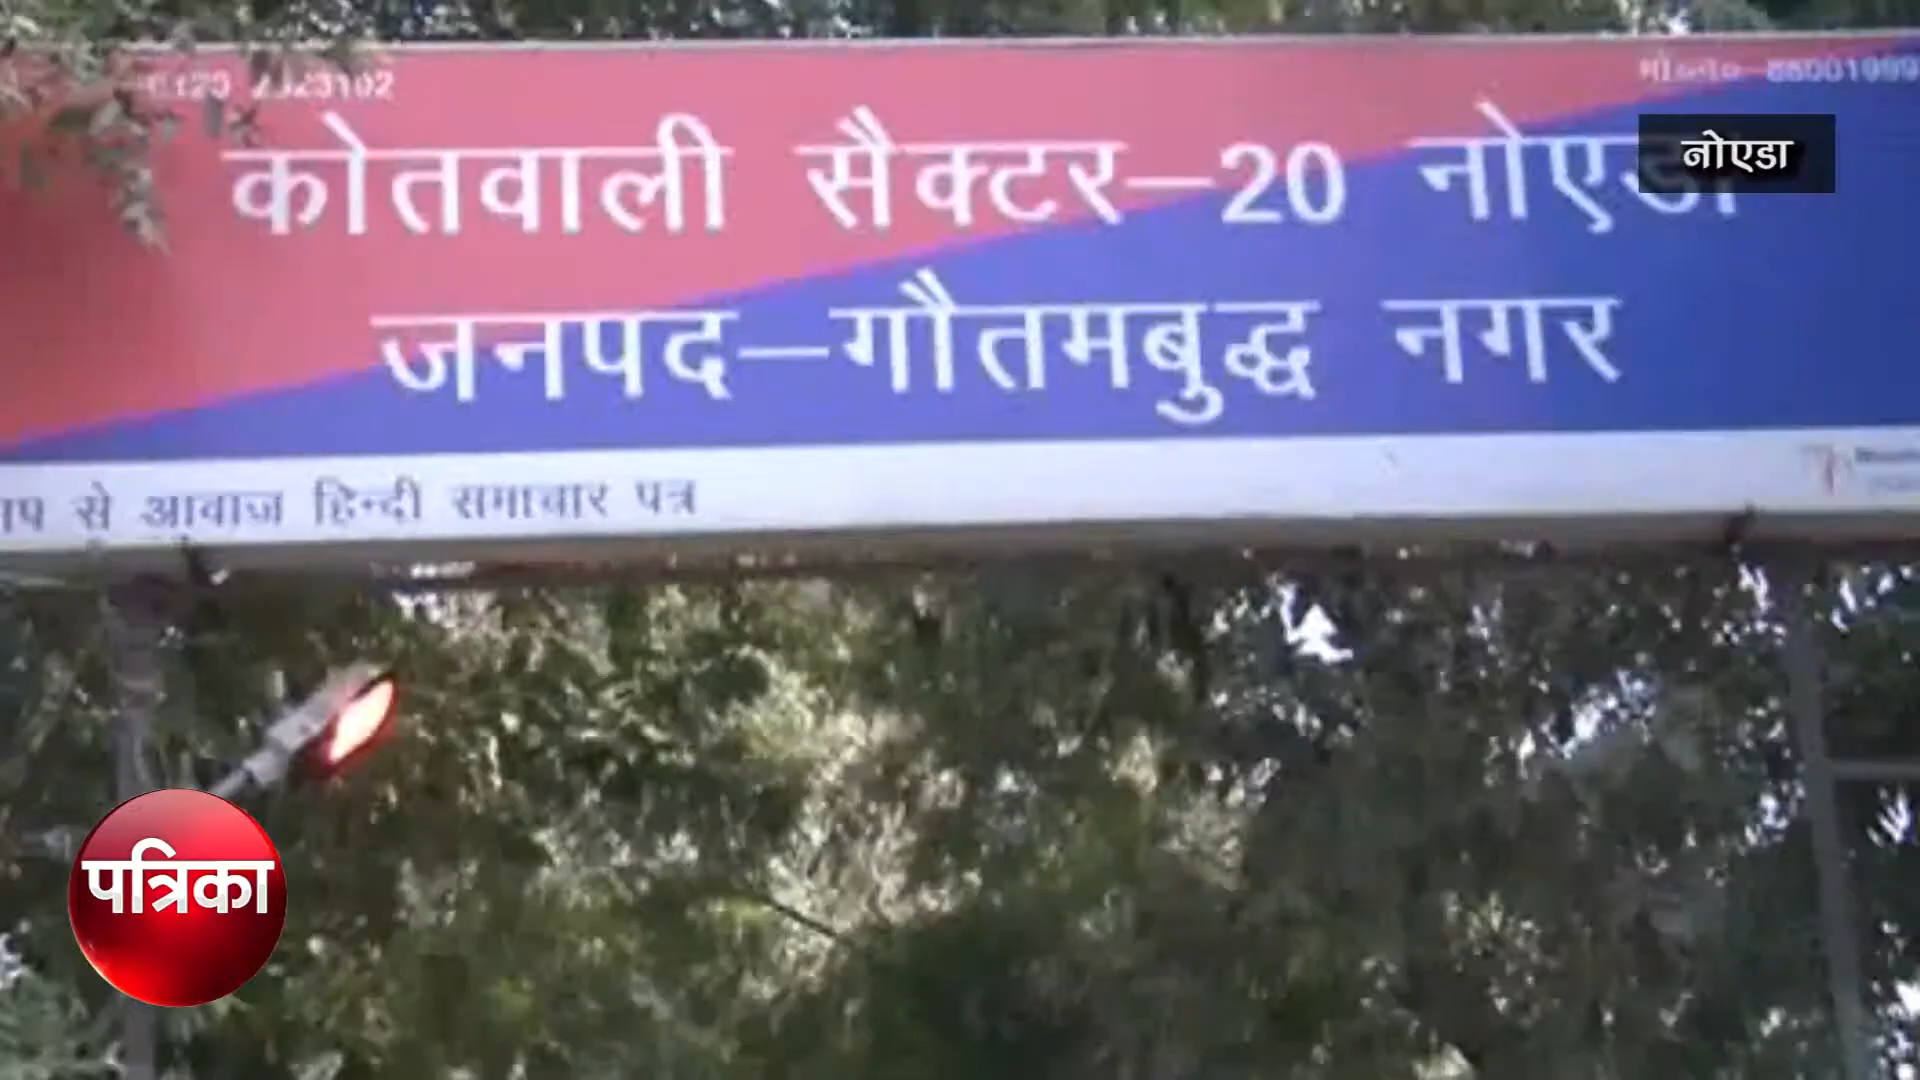 कोतवाली सैक्टर–20 नोएडा
नोएडा
जनपद–गौतमबुद्ध नगर
से आवाज हिन्दी समाचार पत्र
पत्रिका